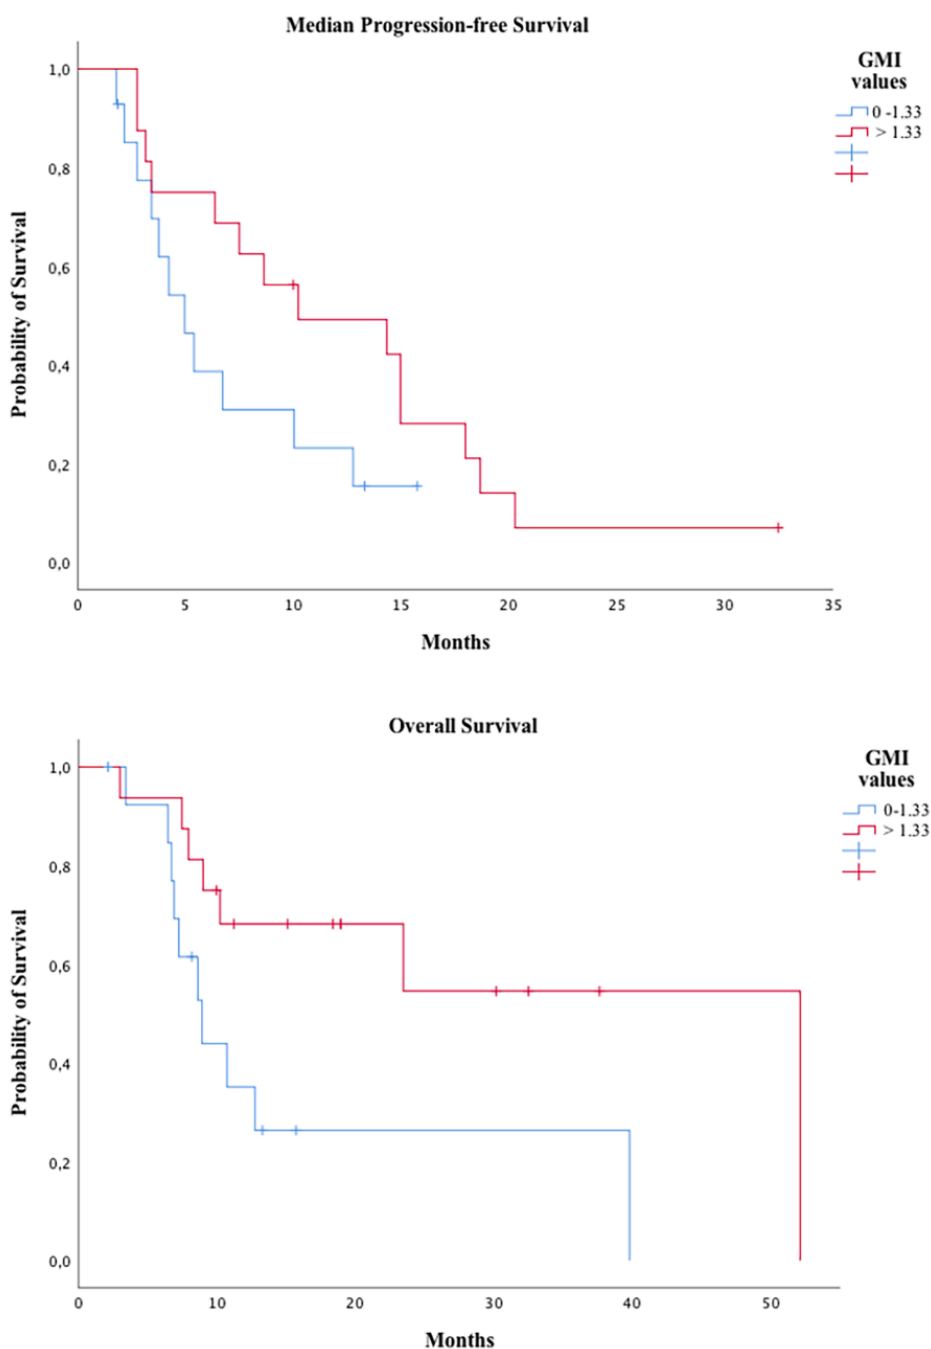 Median Progression-free Survival
GMI
values
0 -1.33
> 1.33
1,0
0,8
0,6
0,4
0,2
0,0
Probability of Survival
0 5 10 15 20 25 30 35
Months
Overall Survival
GMI
values
0-1.33
> 1.33
1,0
0,8
0,6
0,4
0,2
0,0
Probability of Survival
0 10 20 30 40 50
Months